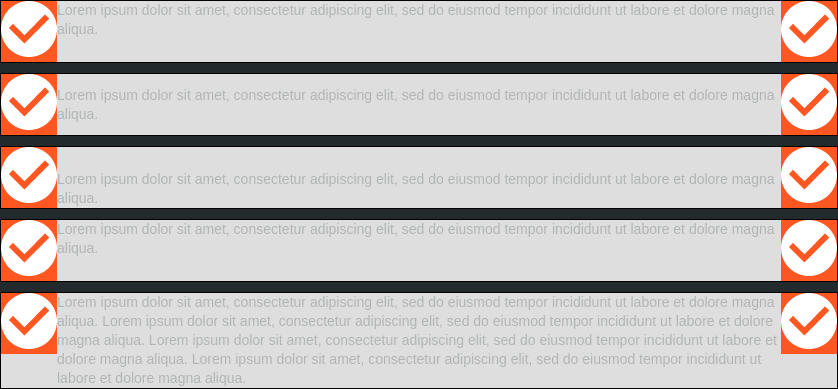 Lorem ipsum dolor sit amet, consectetur adipiscing elit, sed do eiusmod tempor incididunt ut labore et dolore magna
aliqua.
Lorem ipsum dolor sit amet, consectetur adipiscing elit, sed do eiusmod tempor incididunt ut labore et dolore magna
aliqua.
Lorem ipsum dolor sit amet, consectetur adipiscing elit, sed do eiusmod tempor incididunt ut labore et dolore magna
aliqua.
Lorem ipsum dolor sit amet, consectetur adipiscing elit, sed do eiusmod tempor incididunt ut labore et dolore magna
aliqua.
Lorem ipsum dolor sit amet, consectetur adipiscing elit, sed do eiusmod tempor incididunt ut labore et dolore magna
aliqua. Lorem ipsum dolor sit amet, consectetur adipiscing elit, sed do eiusmod tempor incididunt ut labore et dolore
magna aliqua. Lorem ipsum dolor sit amet, consectetur adipiscing elit, sed do eiusmod tempor incididunt ut labore et
dolore magna aliqua. Lorem ipsum dolor sit amet, consectetur adipiscing elit, sed do eiusmod tempor incididunt ut
labore et dolore magna aliqua.